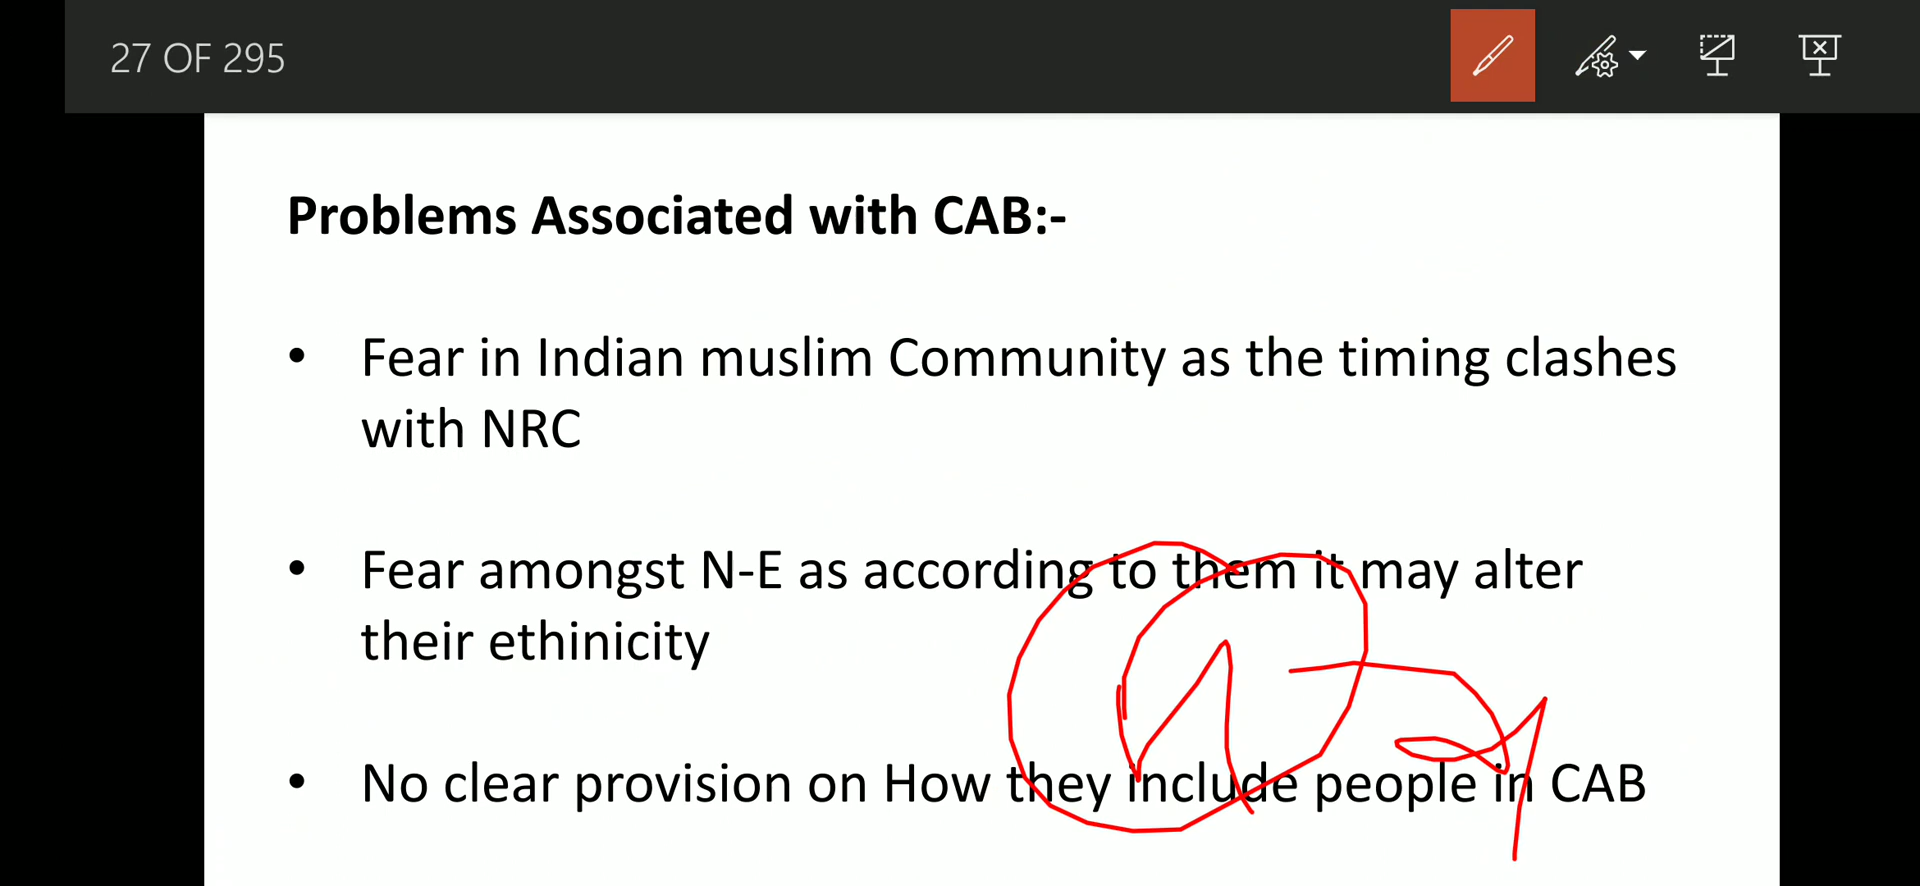 27 OF 295
Problems Associated with CAB:-
• Fear in Indian muslim Community as the timing clashes
with NRC
• Fear amongst N-E as according to them it may alter
their ethinicity
• No clear provision on How they include people in CAB